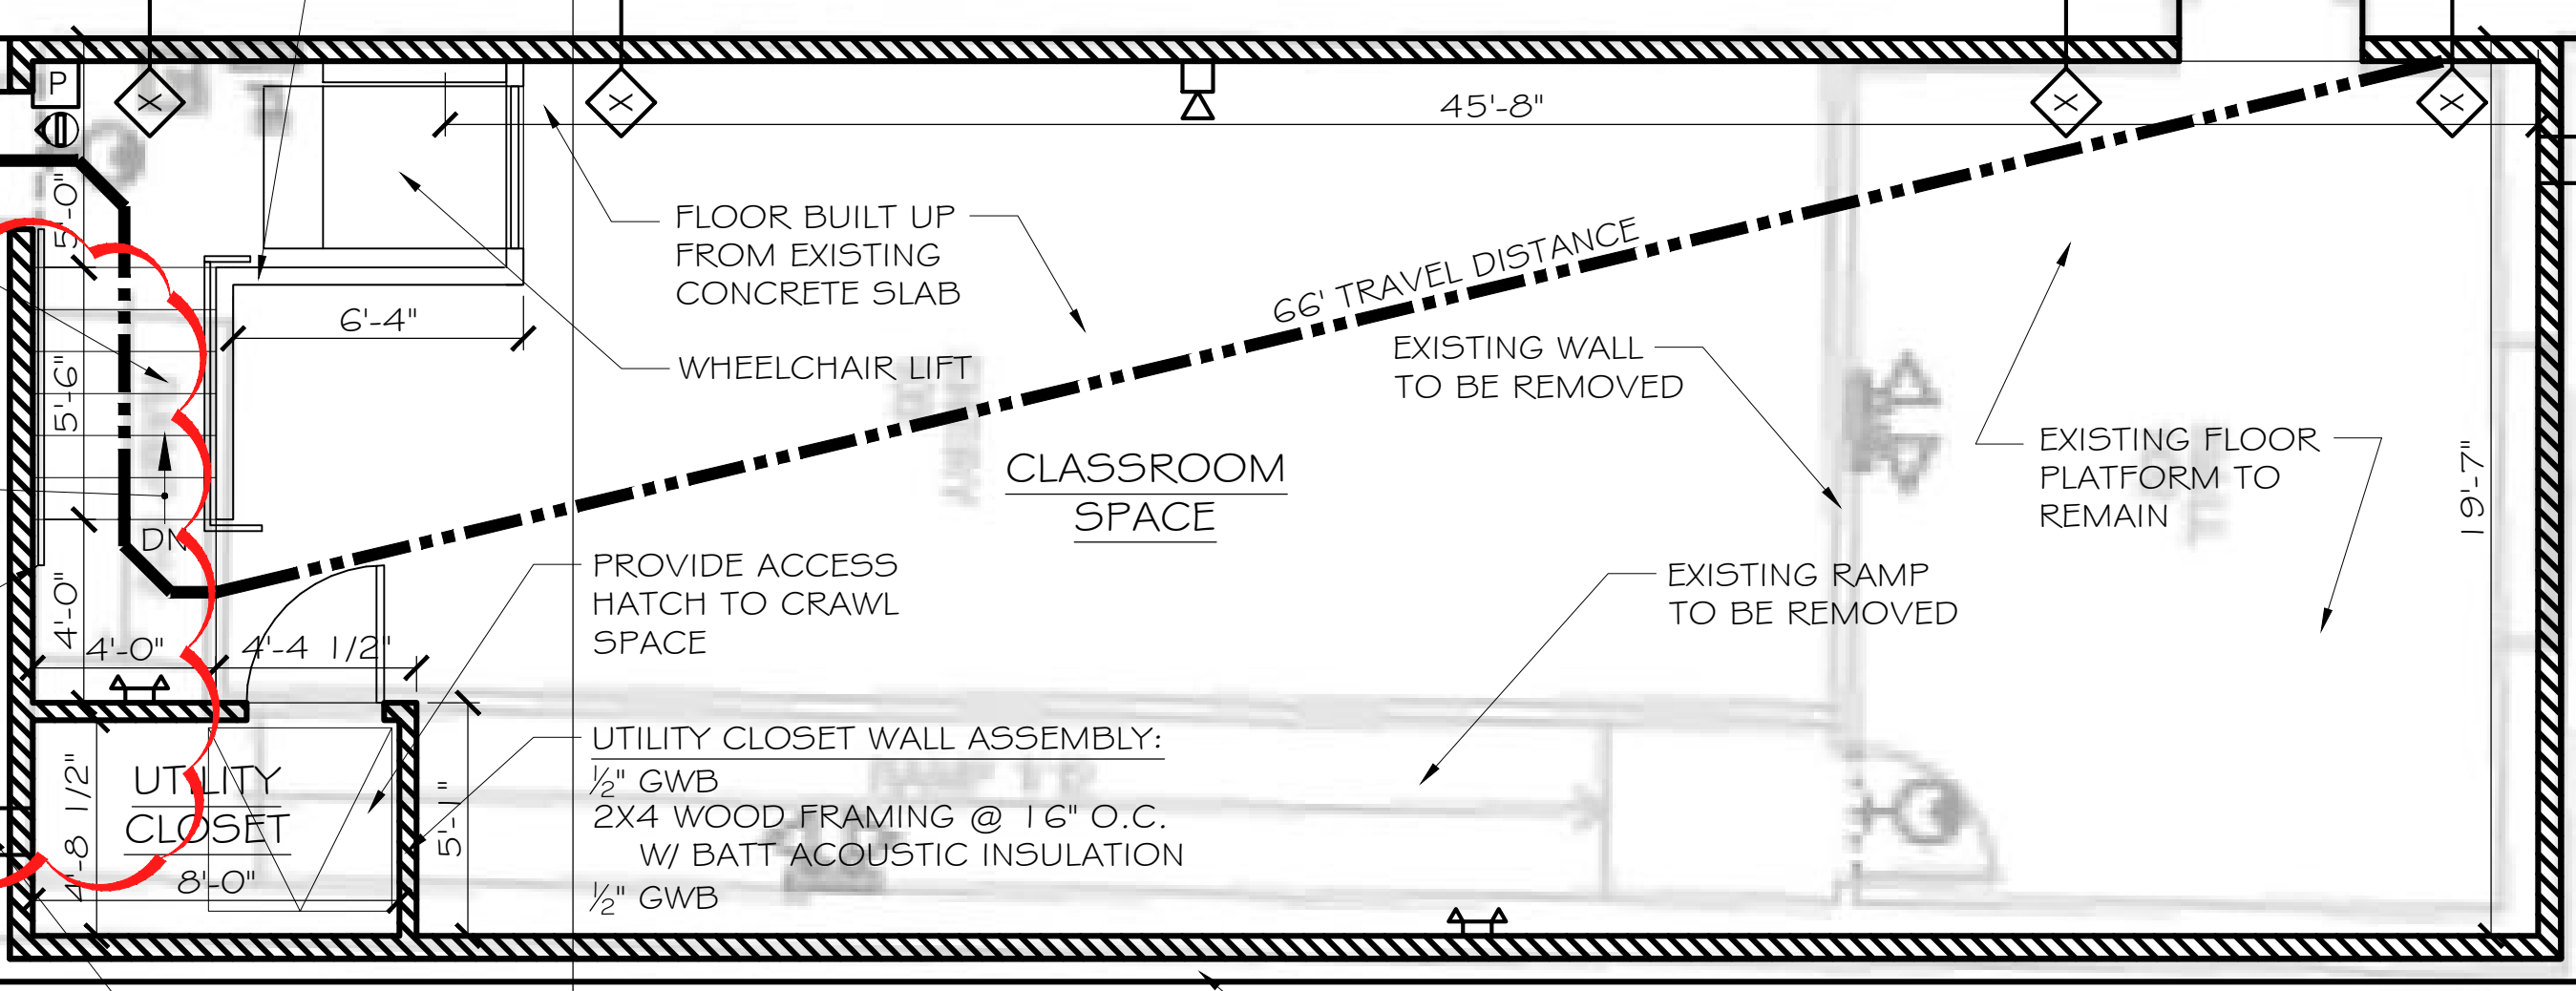 P
X
X
X
X
45'-8"
5'-0"
FLOOR BUILT UP
FROM EXISTING
CONCRETE SLAB
66' TRAVEL DISTANCE
6'-4"
WHEELCHAIR LIFT
EXISTING WALL
TO BE REMOVED
5'-6"
CLASSROOM
SPACE
EXISTING FLOOR
PLATFORM TO
REMAIN
19'-7"
DN
PROVIDE ACCESS
HATCH TO CRAWL
SPACE
EXISTING RAMP
TO BE REMOVED
4'-0"
4'-0"
4'-4 1/2"
UTILITY CLOSET WALL ASSEMBLY:
½" GWB
2X4 WOOD FRAMING @ 16" O.C.
W/ BATT ACOUSTIC INSULATION
½" GWB
UTILITY
CLOSET
4'-8 1/2"
5'-1"
8'-0"